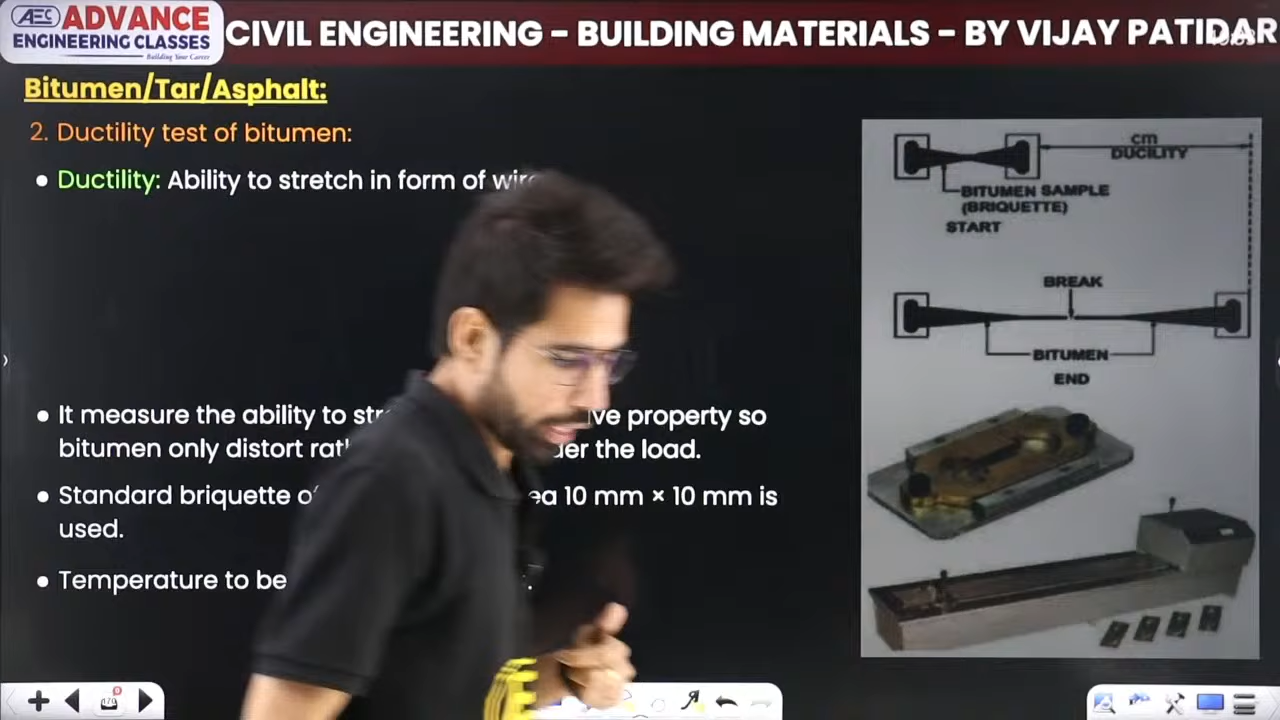 AEC ADVANCE
ENGINEERING CLASSES
Building Your Career
CIVIL ENGINEERING - BUILDING MATERIALS - BY VIJAY PATIDAR
Bitumen/Tar/Asphalt:
2. Ductility test of bitumen:
• Ductility: Ability to stretch in form of
• It measure the ability to property so
bitumen only distort the load.
• Standard briquette 10 mm × 10 mm is
used.
• Temperature to be
cm
DUCILITY
BITUMEN SAMPLE
(BRIQUETTE)
START
BREAK
BITUMEN
END
170